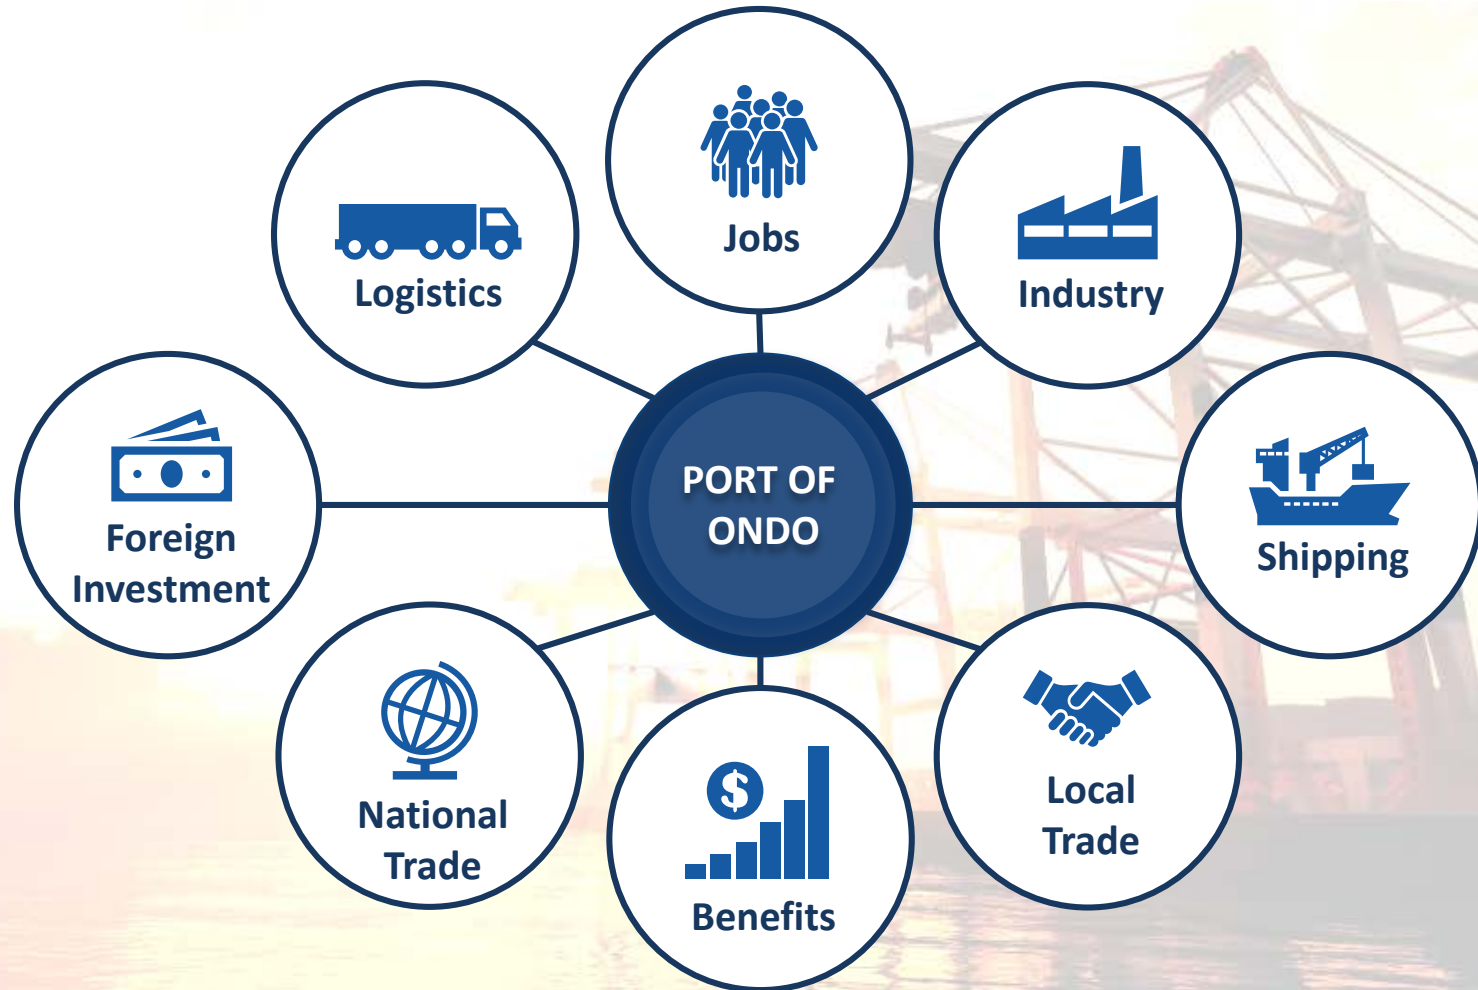 Jobs
Logistics
Industry
PORT OF
ONDO
Foreign
Investment
Shipping
National
Trade
Local
Trade
$
Benefits